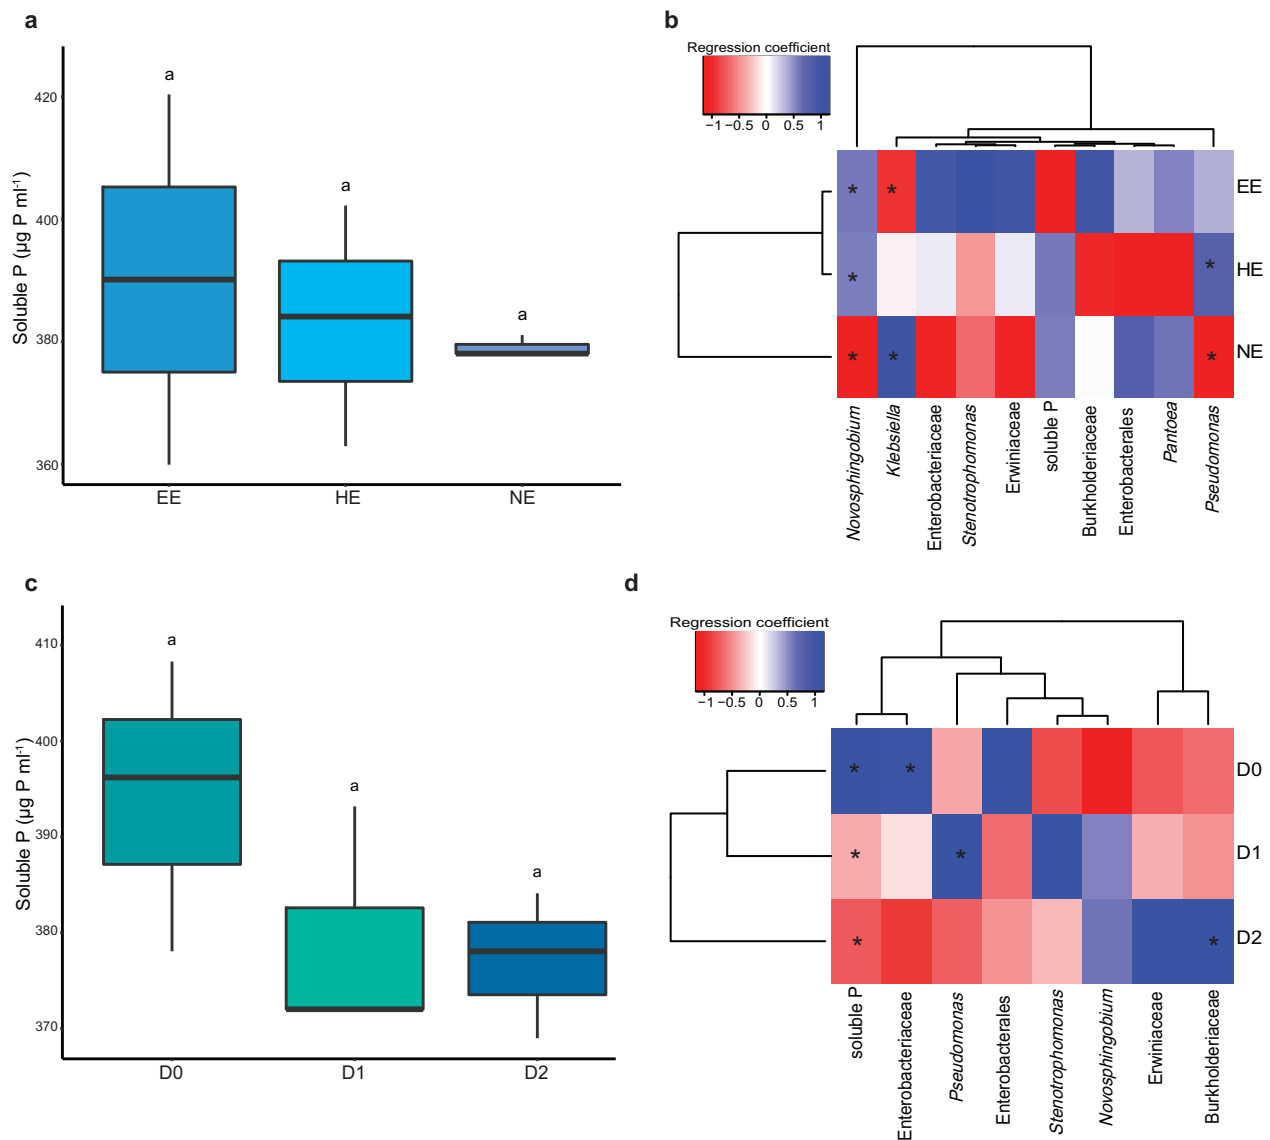 a
Soluble P (µg P ml⁻¹)
420
400
380
360
a
a
a
EE
HE
NE
b
Regression coefficient
−1 −0.5 0 0.5 1
* *
* *
* * *
EE
HE
NE
Novosphingobium
Klebsiella
Enterobacteriaceae
Stenotrophomonas
Erwiniaceae
soluble P
Burkholderiaceae
Enterobacterales
Pantoea
Pseudomonas
c
Soluble P (µg P ml⁻¹)
410
400
390
380
370
a
a
a
D0
D1
D2
d
Regression coefficient
−1 −0.5 0 0.5 1
* *
* *
* *
D0
D1
D2
soluble P
Enterobacteriaceae
Pseudomonas
Enterobacterales
Stenotrophomonas
Novosphingobium
Erwiniaceae
Burkholderiaceae